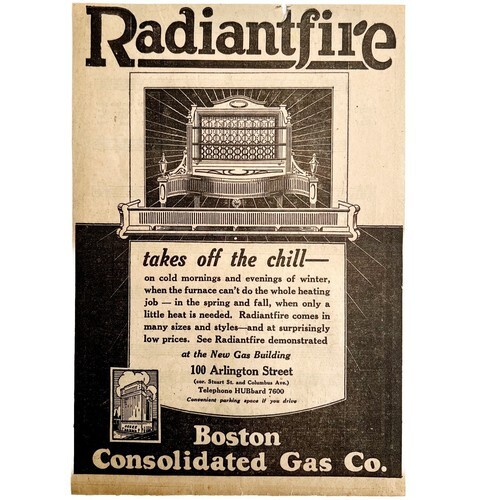 Radiantfire
takes off the chill—
on cold mornings and evenings of winter,
when the furnace can't do the whole heating
job — in the spring and fall, when only a
little heat is needed. Radiantfire comes in
many sizes and styles—and at surprisingly
low prices. See Radiantfire demonstrated
at the New Gas Building
100 Arlington Street
(cor. Stuart St. and Columbus Ave.)
Telephone HUBbard 7600
Convenient parking space if you drive
Boston
Consolidated Gas Co.